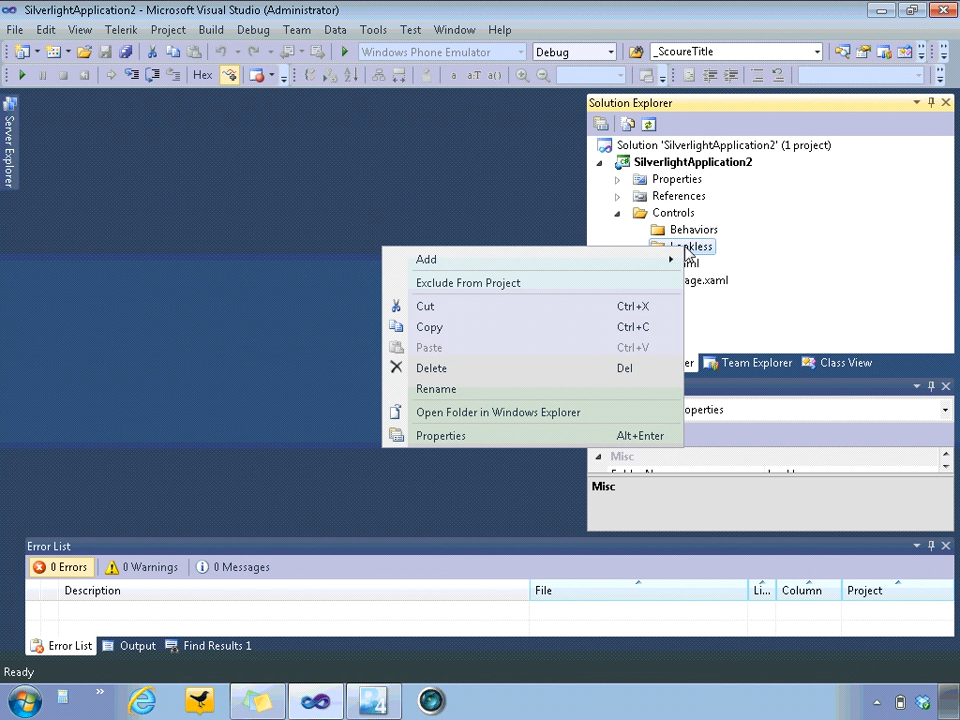 SilverlightApplication2 - Microsoft Visual Studio (Administrator)
File Edit View Telerik Project Build Debug Team Data Tools Test Window Help
Windows Phone Emulator Debug _ScoureTitle
Hex
Server Explorer
Solution Explorer
Solution 'SilverlightApplication2' (1 project)
SilverlightApplication2
Properties
References
Controls
Behaviors
Add
Exclude From Project
Cut Ctrl+X
Copy Ctrl+C
Paste Ctrl+V
Delete Del
Rename
Open Folder in Windows Explorer
Properties Alt+Enter
Team Explorer Class View
Misc
Misc
Error List
0 Errors 0 Warnings 0 Messages
Description File Li... Column Project
Error List Output Find Results 1
Ready